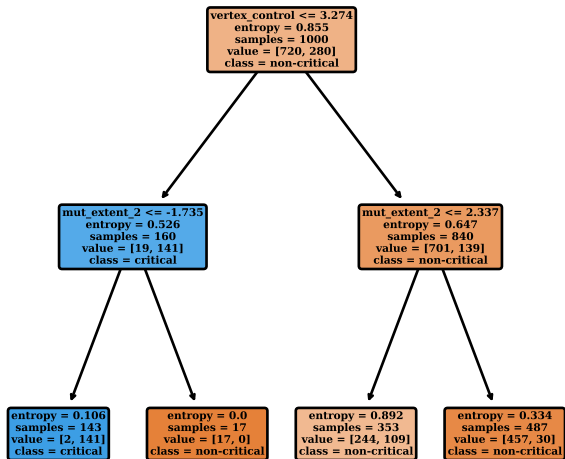 vertex_control <= 3.274
entropy = 0.855
samples = 1000
value = [720, 280]
class = non-critical
mut_extent_2 <= -1.735
entropy = 0.526
samples = 160
value = [19, 141]
class = critical
mut_extent_2 <= 2.337
entropy = 0.647
samples = 840
value = [701, 139]
class = non-critical
entropy = 0.106
samples = 143
value = [2, 141]
class = critical
entropy = 0.0
samples = 17
value = [17, 0]
class = non-critical
entropy = 0.892
samples = 353
value = [244, 109]
class = non-critical
entropy = 0.334
samples = 487
value = [457, 30]
class = non-critical